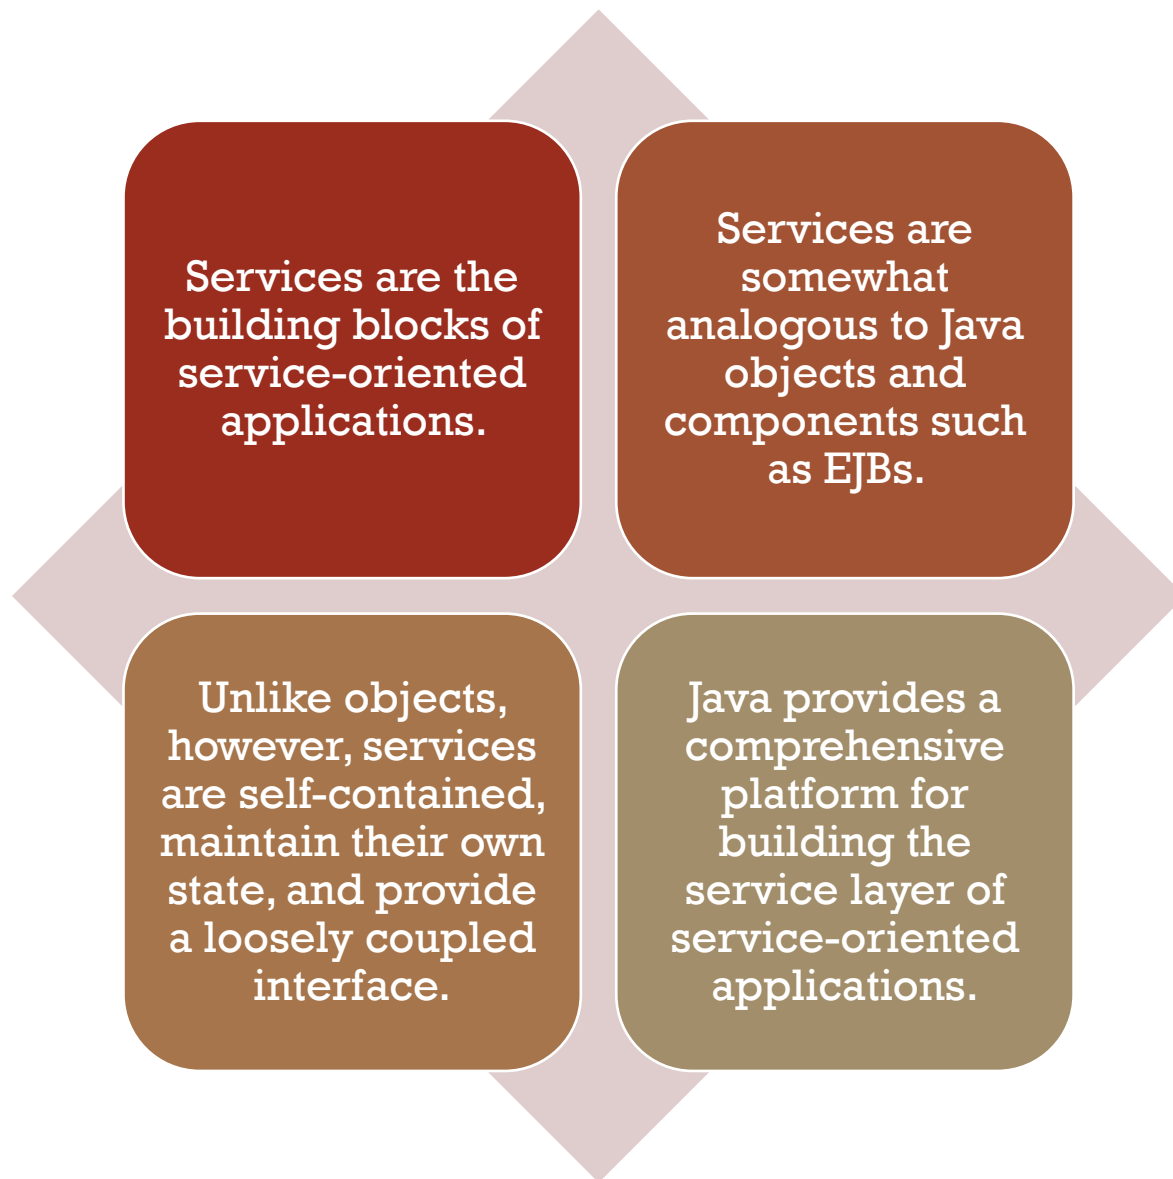 Services are the
building blocks of
service-oriented
applications.
Services are
somewhat
analogous to Java
objects and
components such
as EJBs.
Unlike objects,
however, services
are self-contained,
maintain their own
state, and provide
a loosely coupled
interface.
Java provides a
comprehensive
platform for
building the
service layer of
service-oriented
applications.